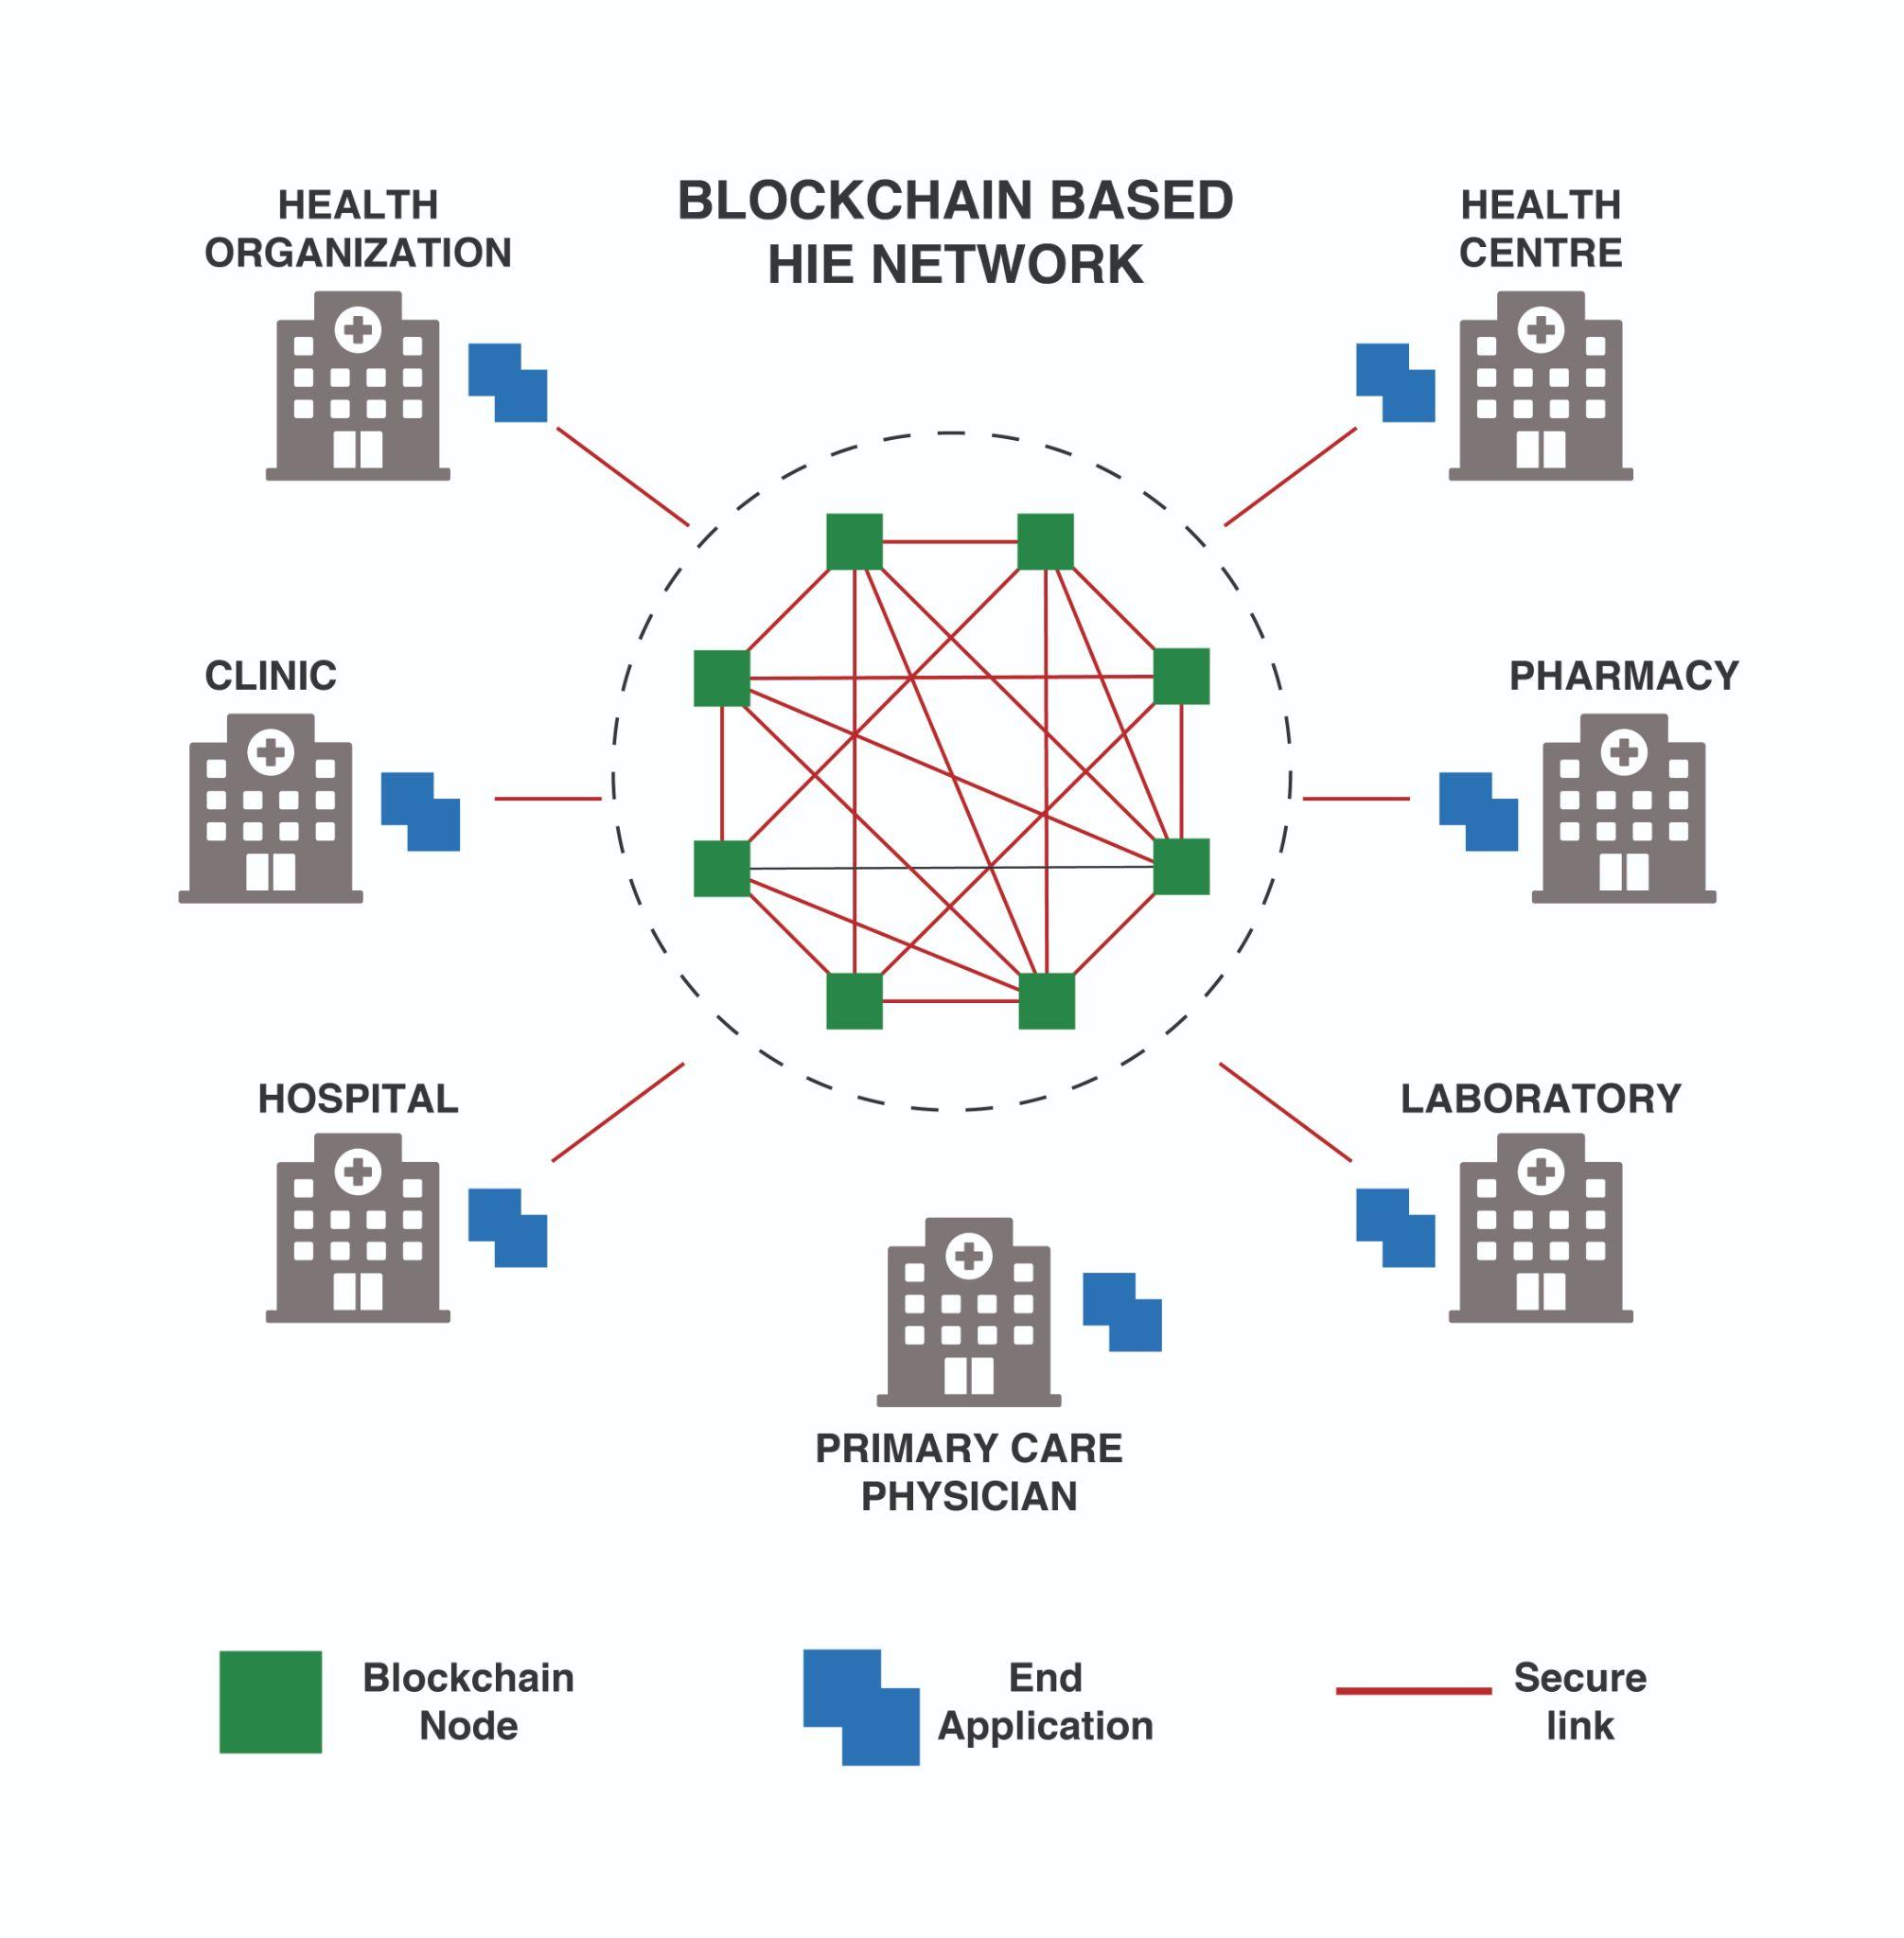 BLOCKCHAIN BASED
HIE NETWORK
HEALTH
ORGANIZATION
HEALTH
CENTRE
CLINIC
PHARMACY
HOSPITAL
LABORATORY
PRIMARY CARE
PHYSICIAN
Blockchain
Node
End
Application
Secure
link